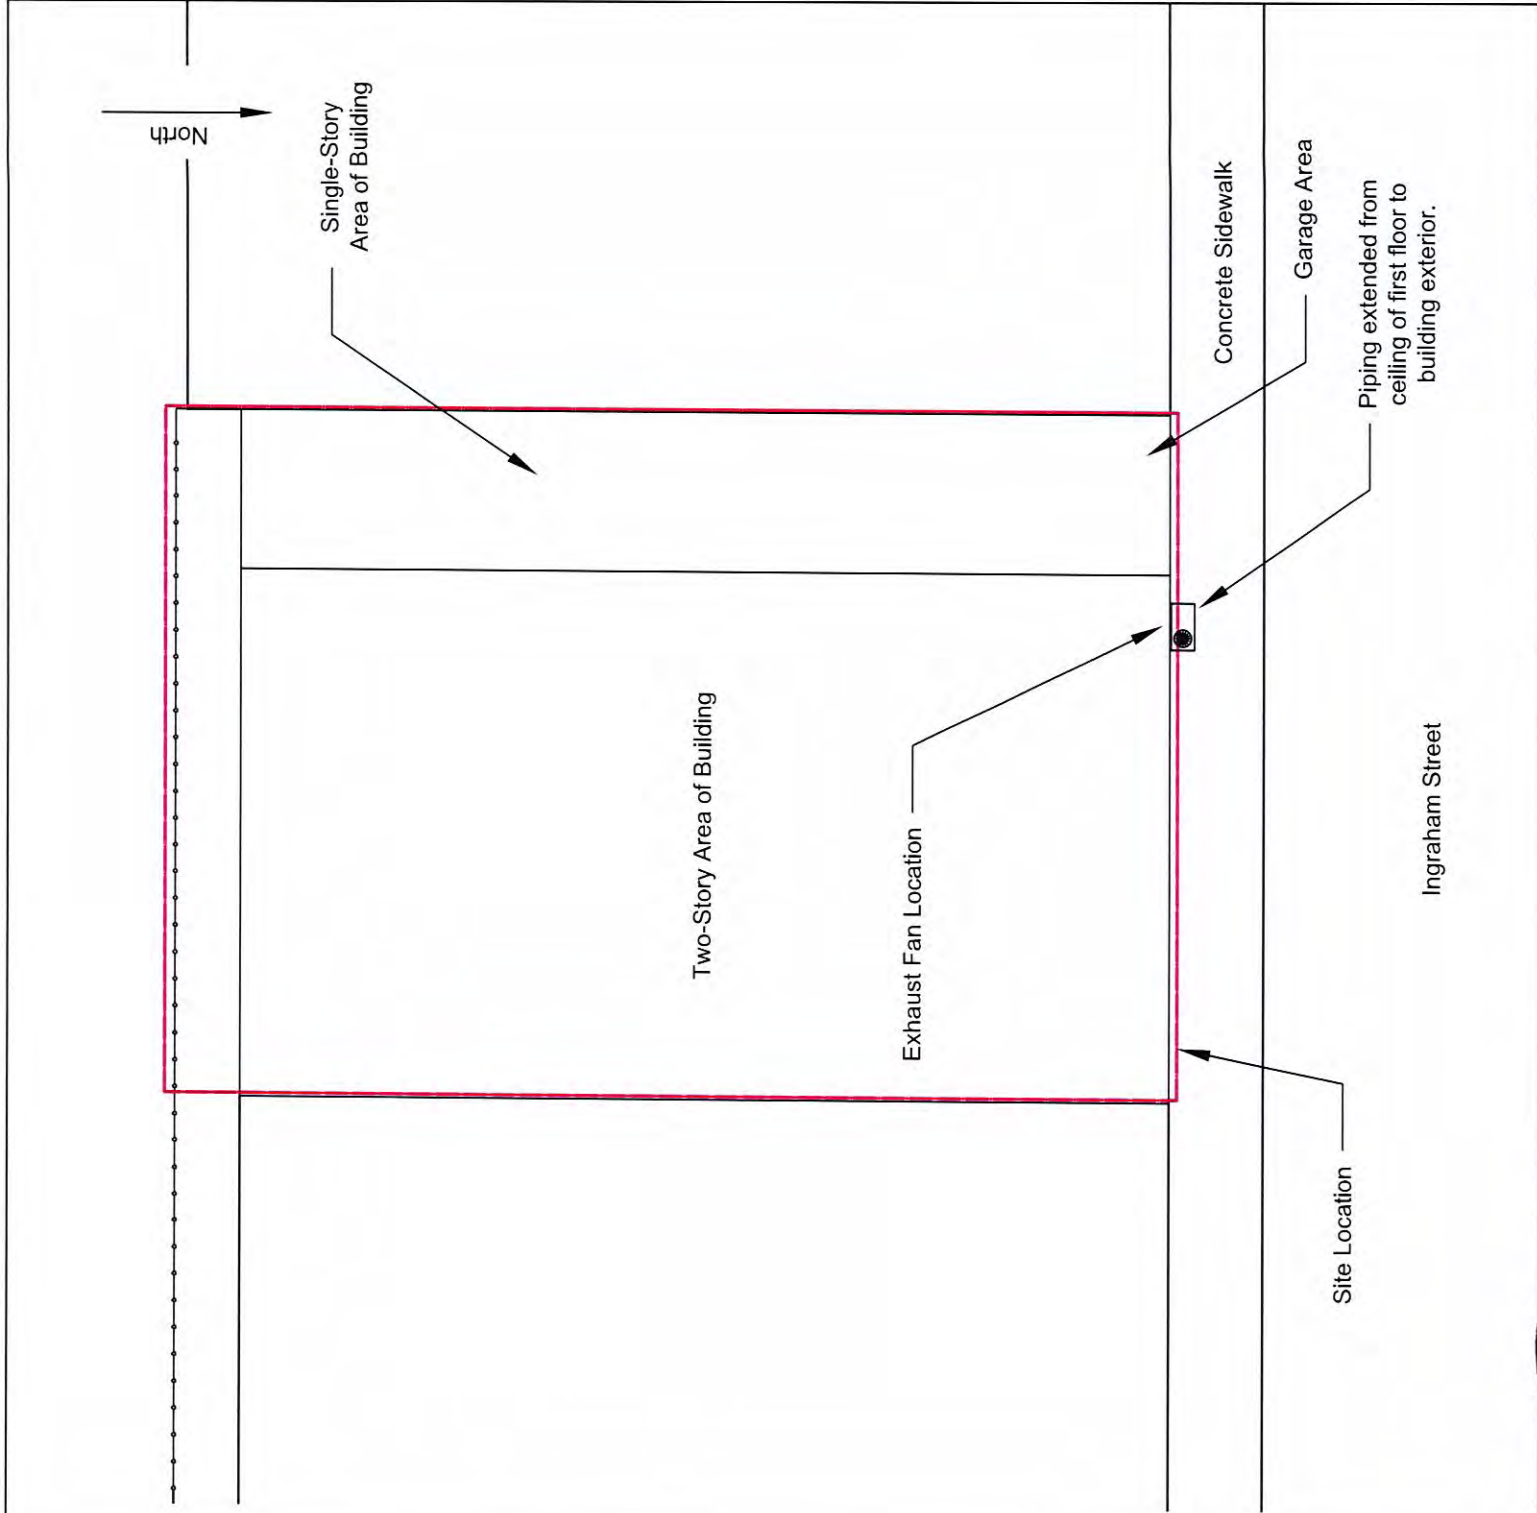 North
Single-Story
Area of Building
Two-Story Area of Building
Exhaust Fan Location
Concrete Sidewalk
Garage Area
Piping extended from
ceiling of first floor to
building exterior.
Site Location
Ingraham Street